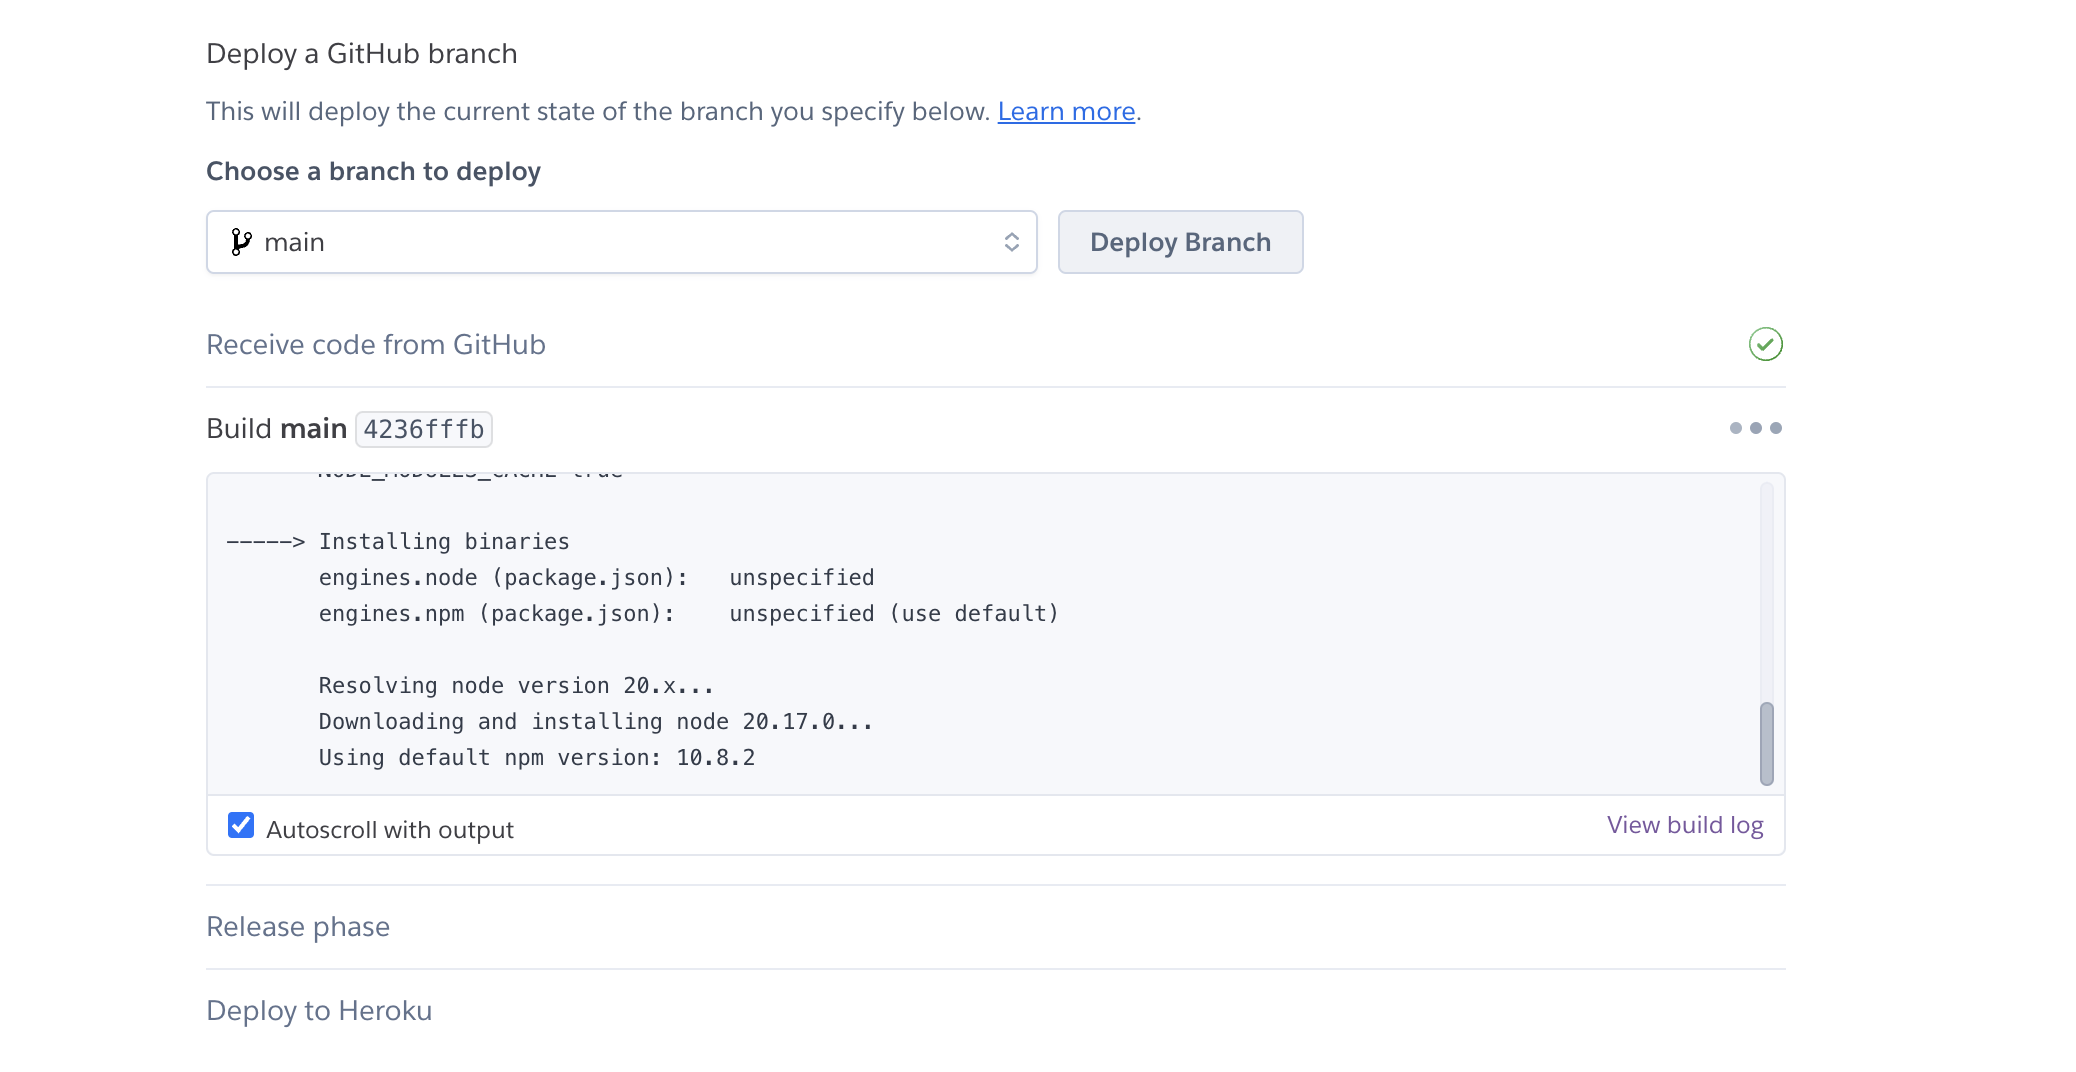 Deploy a GitHub branch
This will deploy the current state of the branch you specify below. Learn more.
Choose a branch to deploy
main
Deploy Branch
Receive code from GitHub
Build main 4236fffb
NODE_MODULES_CACHE=true
-----> Installing binaries
engines.node (package.json):   unspecified
engines.npm (package.json):    unspecified (use default)
Resolving node version 20.x...
Downloading and installing node 20.17.0...
Using default npm version: 10.8.2
Autoscroll with output
View build log
Release phase
Deploy to Heroku